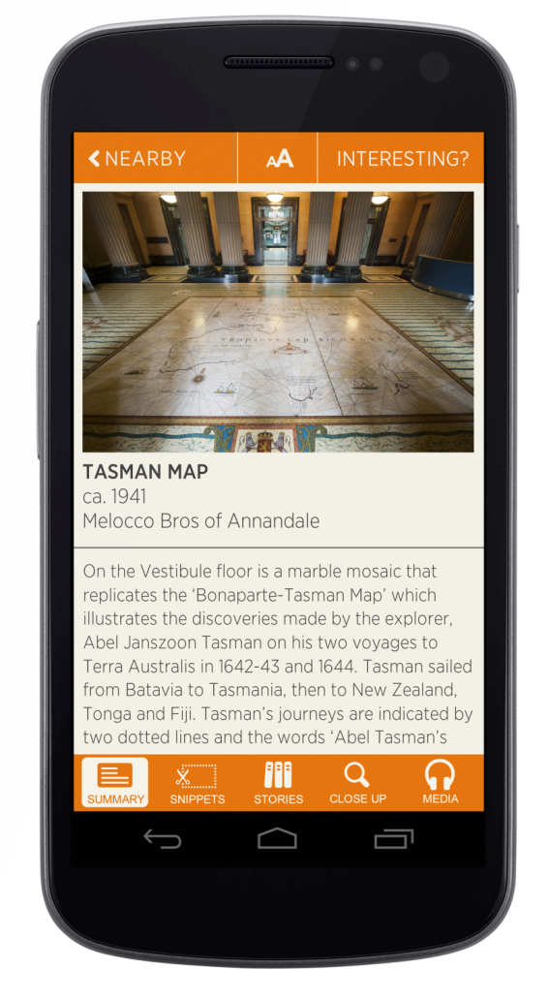 NEARBY
AA
INTERESTING?
TASMAN MAP
ca. 1941
Melocco Bros of Annandale
On the Vestibule floor is a marble mosaic that
replicates the ‘Bonaparte-Tasman Map’ which
illustrates the discoveries made by the explorer,
Abel Janszoon Tasman on his two voyages to
Terra Australis in 1642-43 and 1644. Tasman sailed
from Batavia to Tasmania, then to New Zealand,
Tonga and Fiji. Tasman’s journeys are indicated by
two dotted lines and the words ‘Abel Tasman’s
SUMMARY
SNIPPETS
STORIES
CLOSE UP
MEDIA